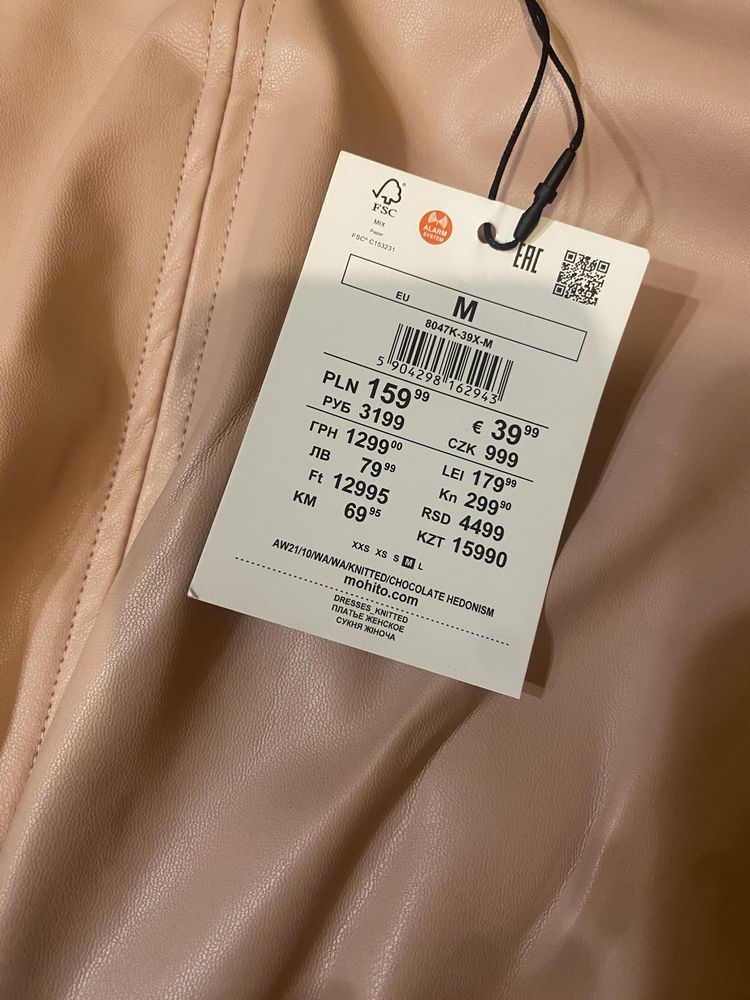 FSC
MIX
Paper
FSC® C153231
ALARM
SYSTEM
EAC
EU M
8047K-39X-M
5 904298 162943
PLN 159 99
€ 39 99
РУБ 3199
CZK 999
ГРН 1299 00
LEI 179 99
ЛВ 79 99
Kn 299 90
Ft 12995
RSD 4499
KM 69 95
KZT 15990
XXS XS S M L
AW21/10/WA/WA/KNITTED/CHOCOLATE HEDONISM
mohito.com
DRESSES_KNITTED
ПЛАТЬЕ ЖЕНСКОЕ
СУКНЯ ЖІНОЧА